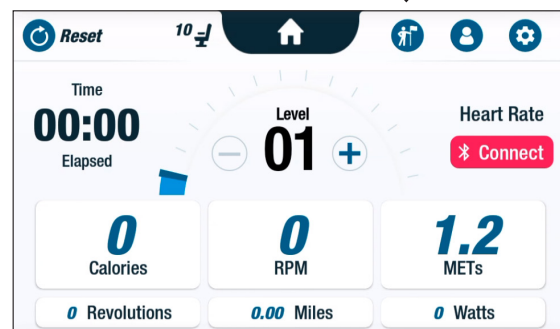 Reset
10
Time
00:00
Elapsed
Level
01
Heart Rate
Connect
0
Calories
0
RPM
1.2
METs
0 Revolutions
0.00 Miles
0 Watts